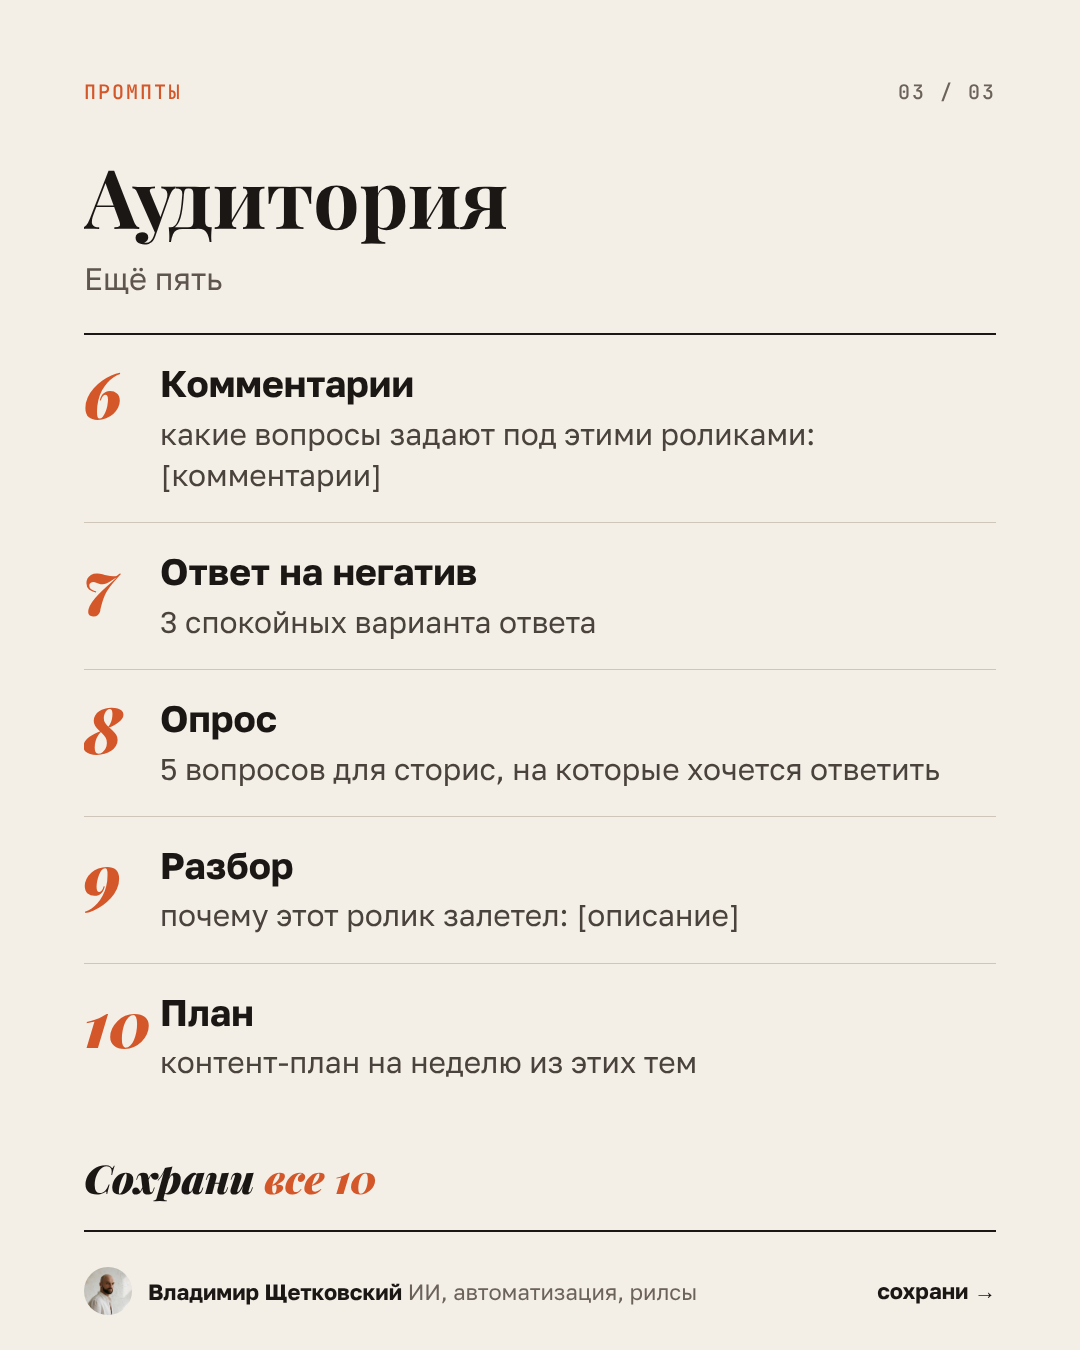 ПРОМПТЫ
03 / 03
Аудитория
Ещё пять
6 Комментарии
какие вопросы задают под этими роликами:
[комментарии]
7 Ответ на негатив
3 спокойных варианта ответа
8 Опрос
5 вопросов для сторис, на которые хочется ответить
9 Разбор
почему этот ролик залетел: [описание]
10 План
контент-план на неделю из этих тем
Сохрани все 10
Владимир Щетковский ИИ, автоматизация, рилсы
сохрани →